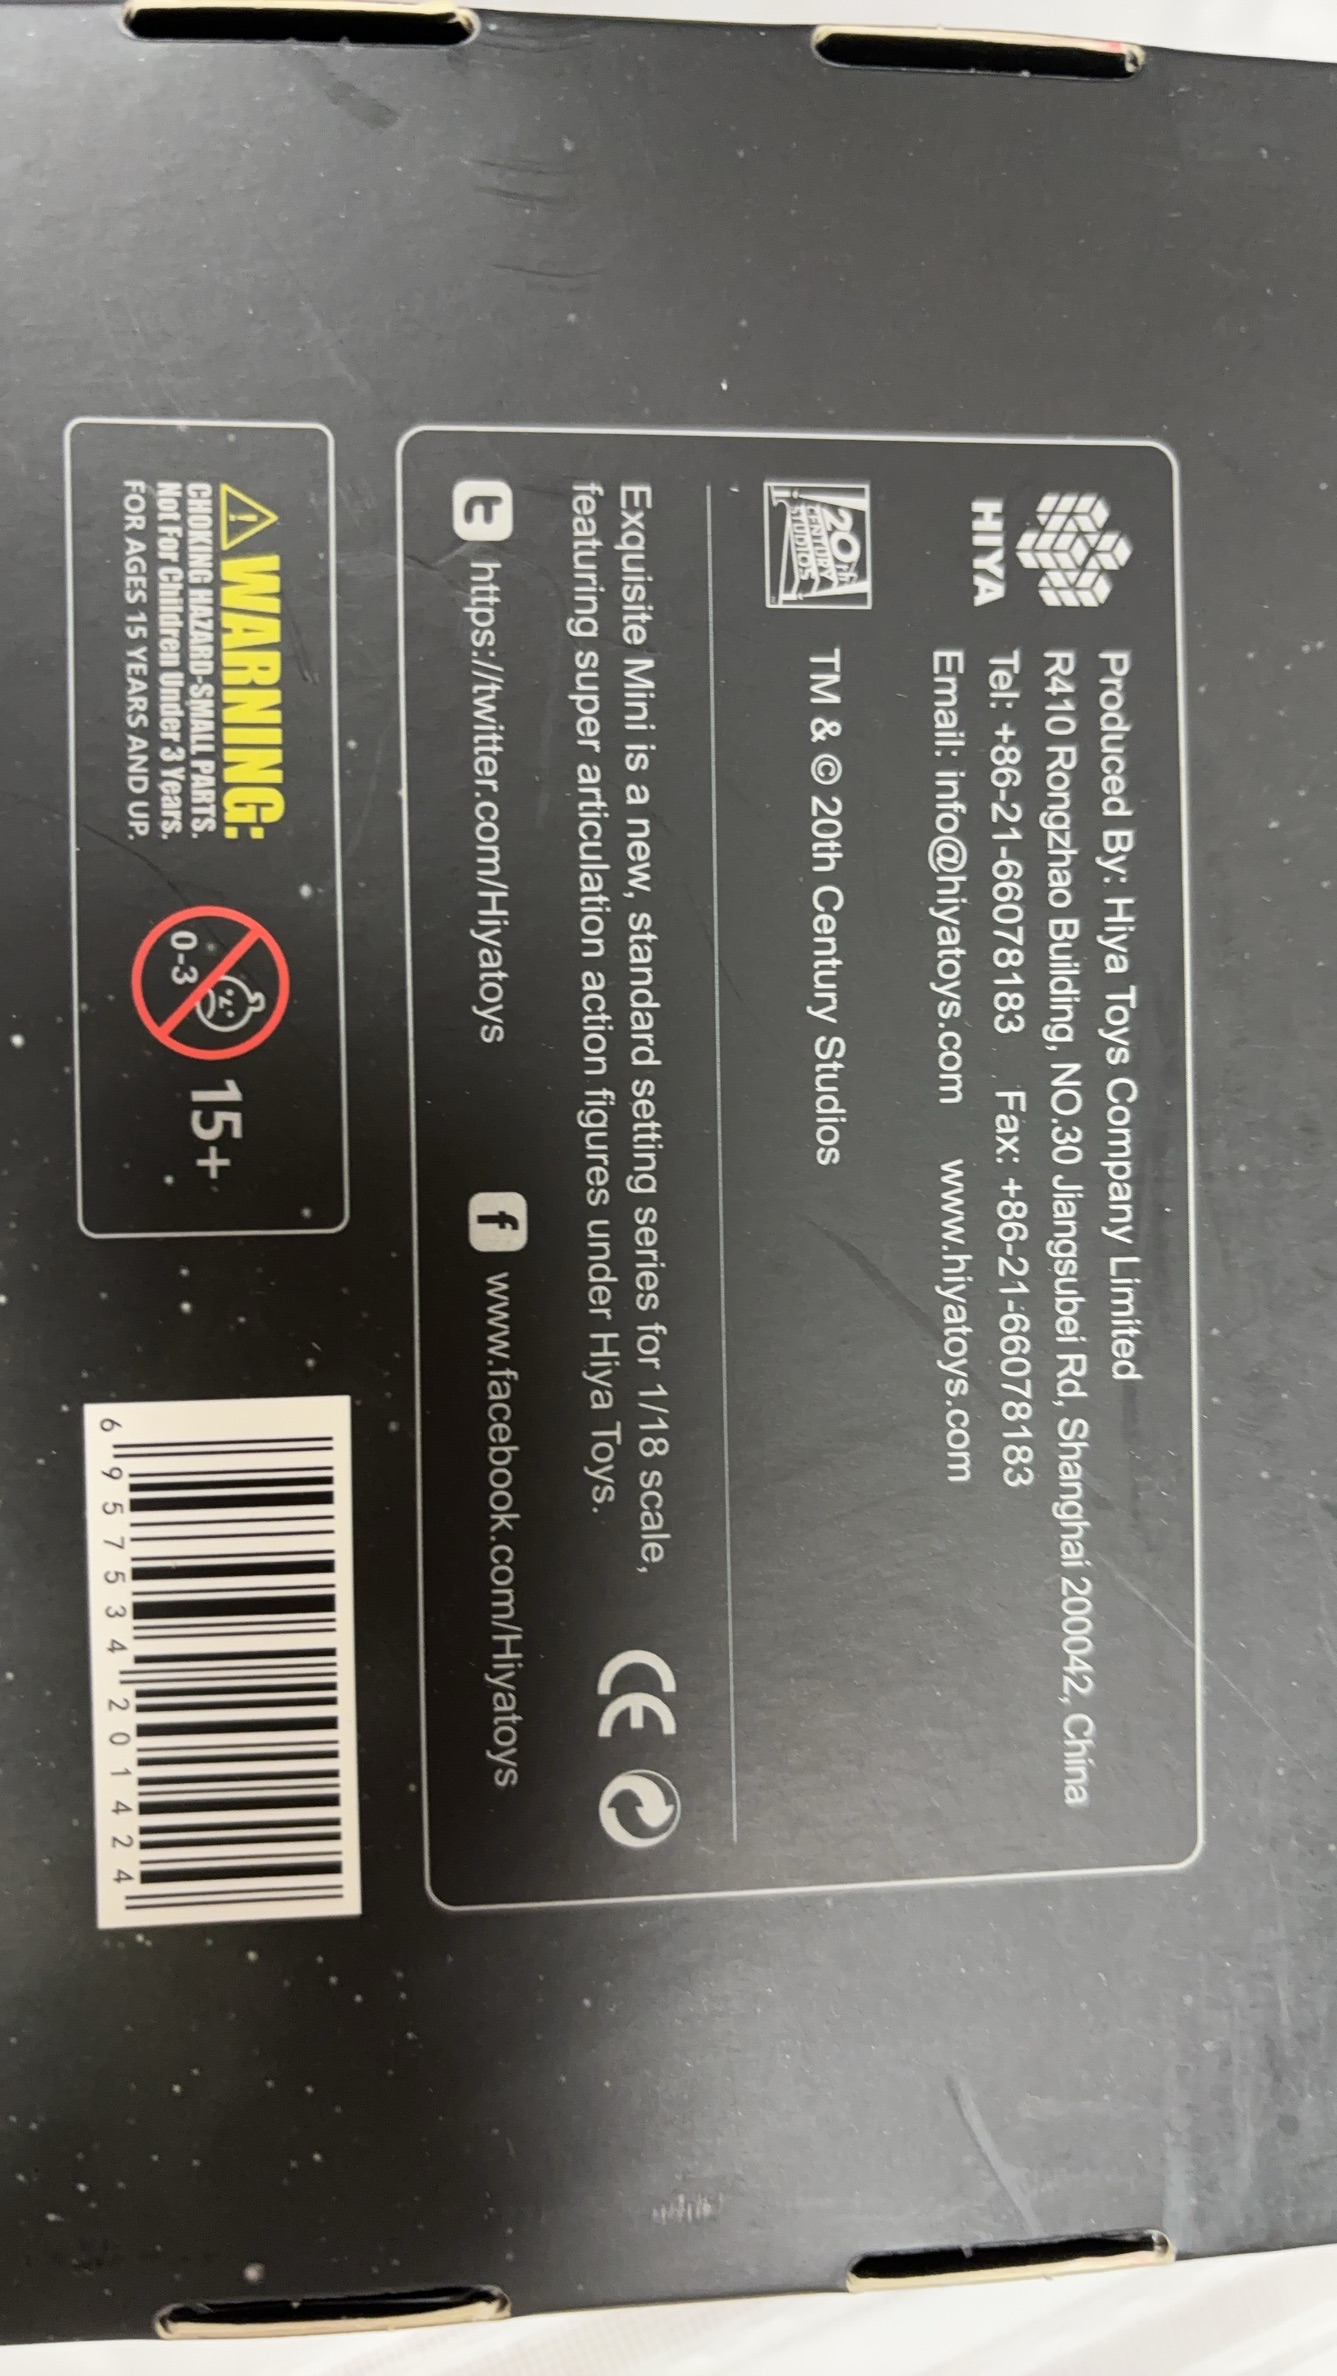 HIYA
Produced By: Hiya Toys Company Limited
R410 Rongzhao Building, NO.30 Jiangsubei Rd, Shanghai 200042, China
Tel: +86-21-66078183 Fax: +86-21-66078183
Email: info@hiyatoys.com www.hiyatoys.com
20th
CENTURY
STUDIOS
TM & © 20th Century Studios
Exquisite Mini is a new, standard setting series for 1/18 scale,
featuring super articulation action figures under Hiya Toys.
CE
t https://twitter.com/Hiyatoys f www.facebook.com/Hiyatoys
WARNING:
CHOKING HAZARD-SMALL PARTS.
Not For Children Under 3 Years.
FOR AGES 15 YEARS AND UP.
0-3
15+
6 957534 201424